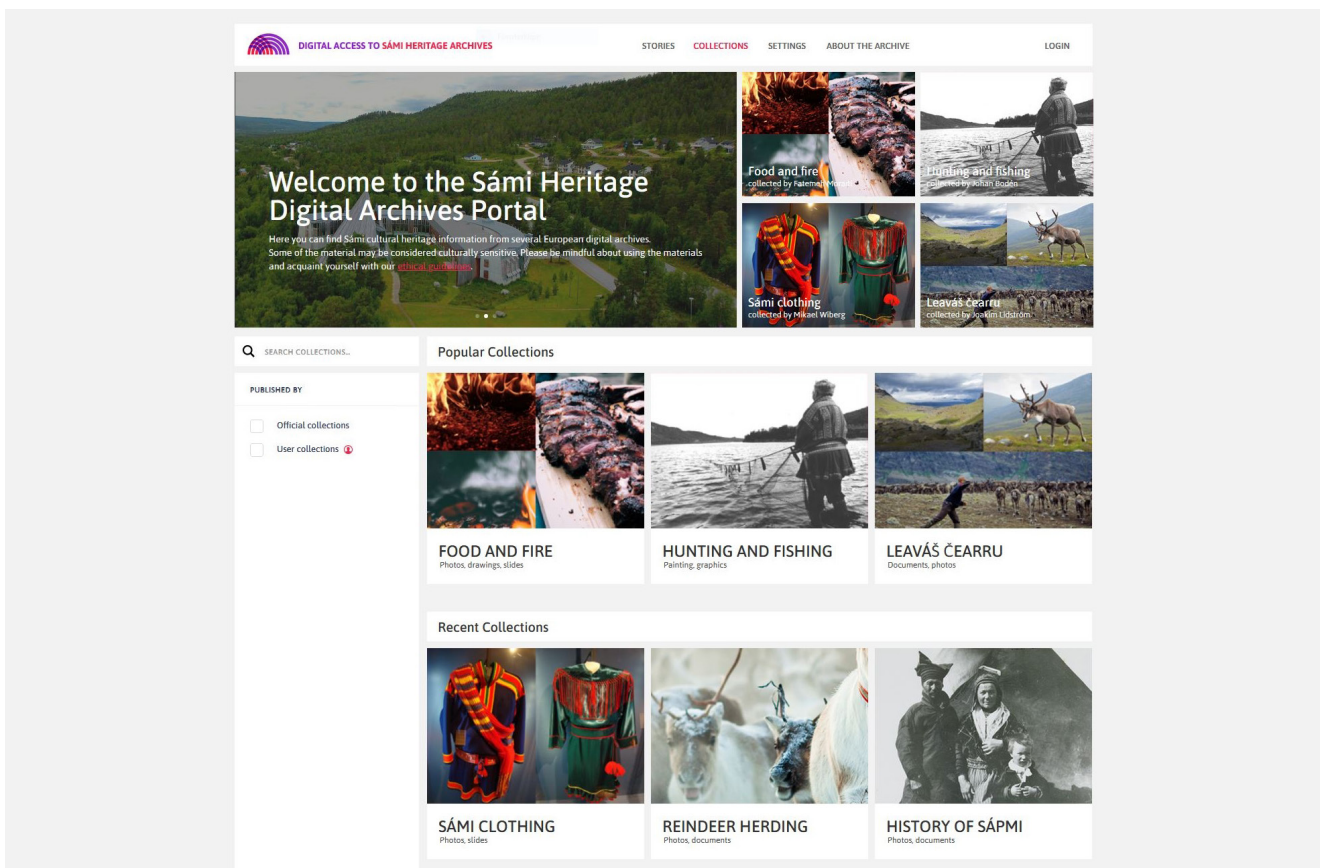 DIGITAL ACCESS TO SÁMI HERITAGE ARCHIVES
STORIES
COLLECTIONS
SETTINGS
ABOUT THE ARCHIVE
LOGIN
Welcome to the Sámi Heritage
Digital Archives Portal
Here you can find Sámi cultural heritage information from several European digital archives.
Some of the material may be considered culturally sensitive. Please be mindful about using the materials
and acquaint yourself with our ethical guidelines.
Food and fire
collected by Fatemeh
Hunting and fishing
collected by Johan Bodén
Sámi clothing
collected by Mikael Wiberg
Leaváš čearru
collected by Joakim Lidström
SEARCH COLLECTIONS...
PUBLISHED BY
Official collections
User collections
Popular Collections
FOOD AND FIRE
Photos, drawings, slides
HUNTING AND FISHING
Painting, graphics
LEAVÁŠ ČEARRU
Documents, photos
Recent Collections
SÁMI CLOTHING
Photos, slides
REINDEER HERDING
Photos, documents
HISTORY OF SÁPMI
Photos, documents